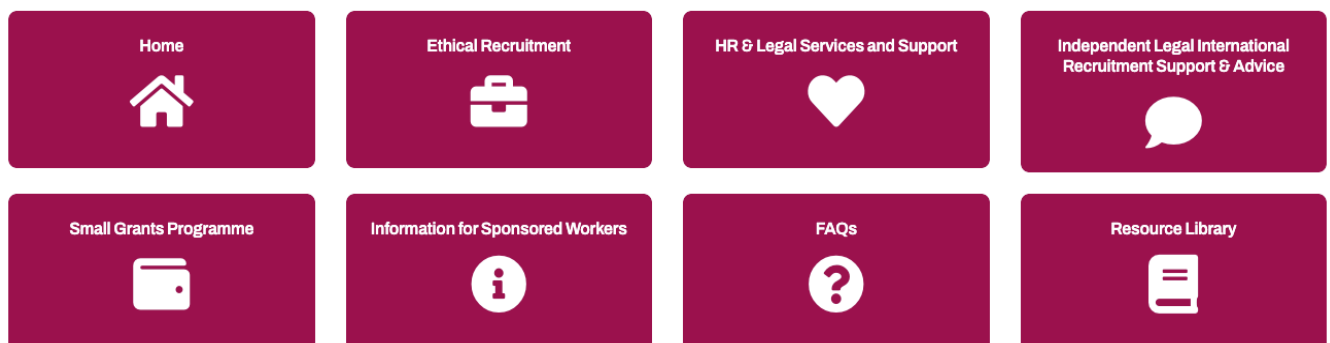 Home
Ethical Recruitment
HR & Legal Services and Support
Independent Legal International
Recruitment Support & Advice
Small Grants Programme
Information for Sponsored Workers
FAQs
Resource Library